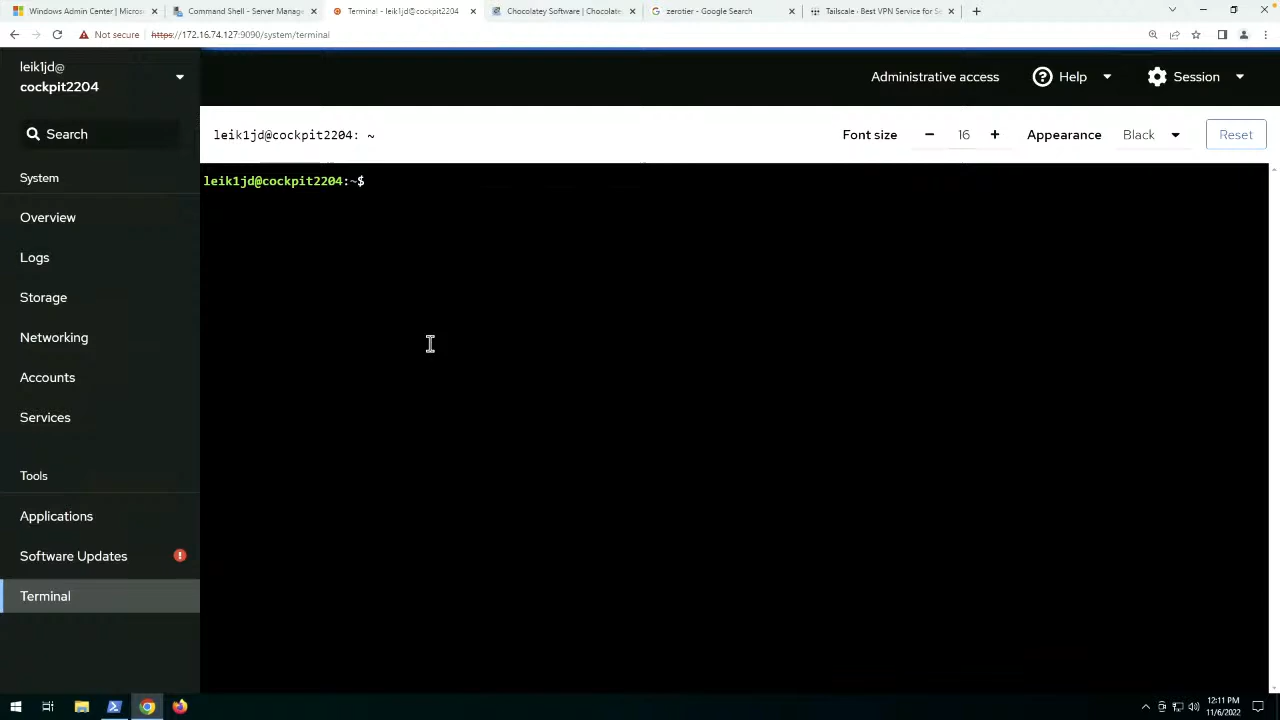 Windows Admin Center | Micros
Command Shell - Server Manage
Terminal - leik1jd@cockpit2204
Chocolatey Software | Chocolate
zerotier - Google Search
Tailscale · Best VPN Service for Se
Not secure
https://172.16.74.127:9090/system/terminal
leik1jd@
cockpit2204
Administrative access
Help
Session
Search
leik1jd@cockpit2204: ~
Font size
16
Appearance
Black
Reset
leik1jd@cockpit2204:~$
System
Overview
Logs
Storage
Networking
Accounts
Services
Tools
Applications
Software Updates
Terminal
12:11 PM
11/6/2022